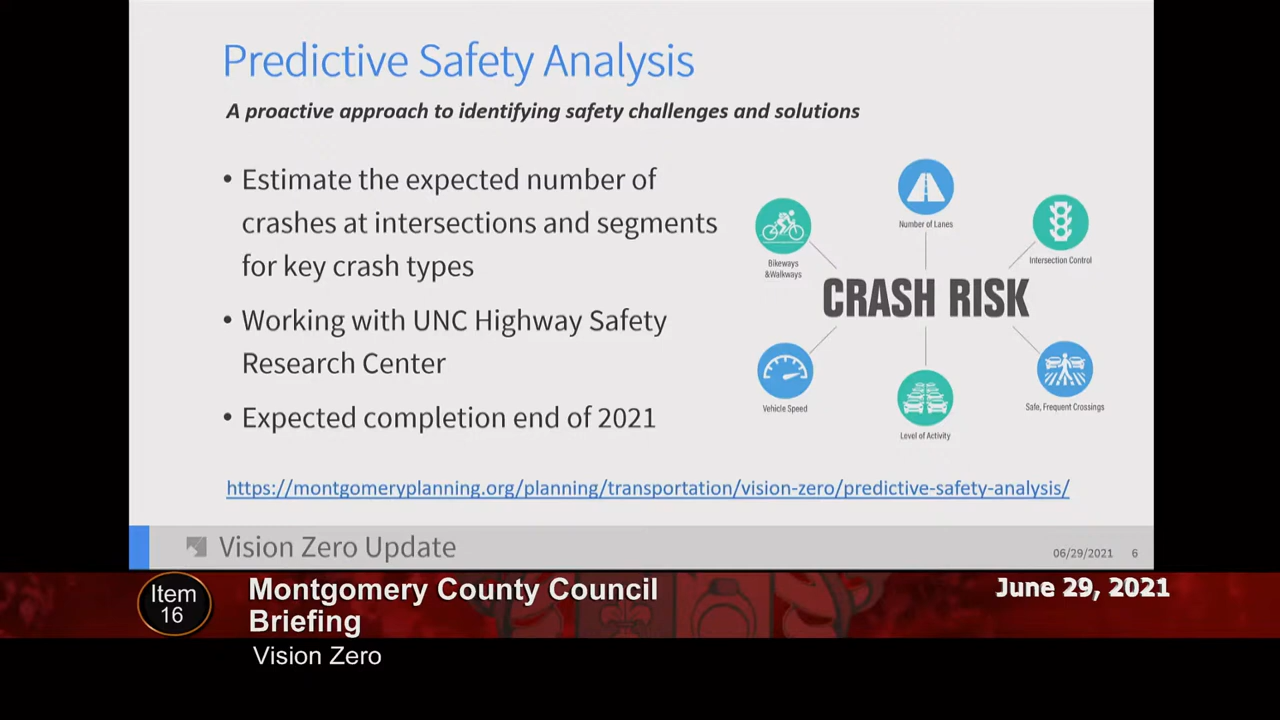 Predictive Safety Analysis
A proactive approach to identifying safety challenges and solutions
• Estimate the expected number of
crashes at intersections and segments
for key crash types
• Working with UNC Highway Safety
Research Center
• Expected completion end of 2021
Number of Lanes
Bikeways
&Walkways
Intersection Control
CRASH RISK
Vehicle Speed
Level of Activity
Safe, Frequent Crossings
https://montgomeryplanning.org/planning/transportation/vision-zero/predictive-safety-analysis/
Vision Zero Update
06/29/2021 6
Item
16
Montgomery County Council
Briefing
Vision Zero
June 29, 2021